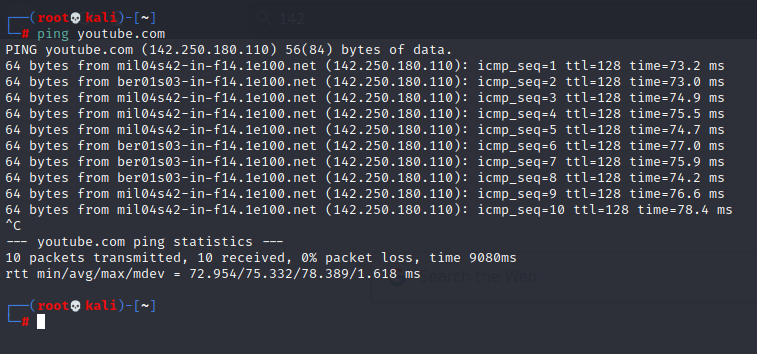 142
┌──(root💀kali)-[~]
└─# ping youtube.com
PING youtube.com (142.250.180.110) 56(84) bytes of data.
64 bytes from mil04s42-in-f14.1e100.net (142.250.180.110): icmp_seq=1 ttl=128 time=73.2 ms
64 bytes from ber01s03-in-f14.1e100.net (142.250.180.110): icmp_seq=2 ttl=128 time=73.0 ms
64 bytes from mil04s42-in-f14.1e100.net (142.250.180.110): icmp_seq=3 ttl=128 time=74.9 ms
64 bytes from mil04s42-in-f14.1e100.net (142.250.180.110): icmp_seq=4 ttl=128 time=75.5 ms
64 bytes from mil04s42-in-f14.1e100.net (142.250.180.110): icmp_seq=5 ttl=128 time=74.7 ms
64 bytes from ber01s03-in-f14.1e100.net (142.250.180.110): icmp_seq=6 ttl=128 time=77.0 ms
64 bytes from ber01s03-in-f14.1e100.net (142.250.180.110): icmp_seq=7 ttl=128 time=75.9 ms
64 bytes from ber01s03-in-f14.1e100.net (142.250.180.110): icmp_seq=8 ttl=128 time=74.2 ms
64 bytes from mil04s42-in-f14.1e100.net (142.250.180.110): icmp_seq=9 ttl=128 time=76.6 ms
64 bytes from mil04s42-in-f14.1e100.net (142.250.180.110): icmp_seq=10 ttl=128 time=78.4 ms
^C
--- youtube.com ping statistics ---
10 packets transmitted, 10 received, 0% packet loss, time 9080ms
rtt min/avg/max/mdev = 72.954/75.332/78.389/1.618 ms
Search the Web
┌──(root💀kali)-[~]
└─#